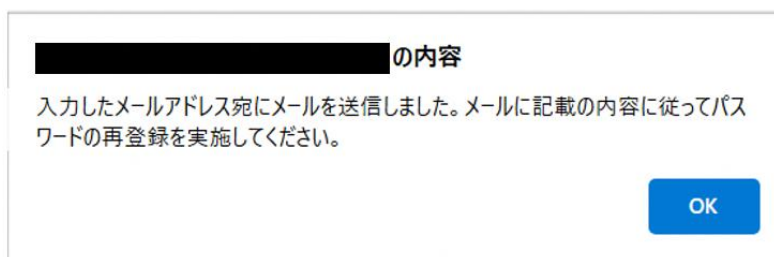 の内容
入力したメールアドレス宛にメールを送信しました。メールに記載の内容に従ってパス
ワードの再登録を実施してください。
OK